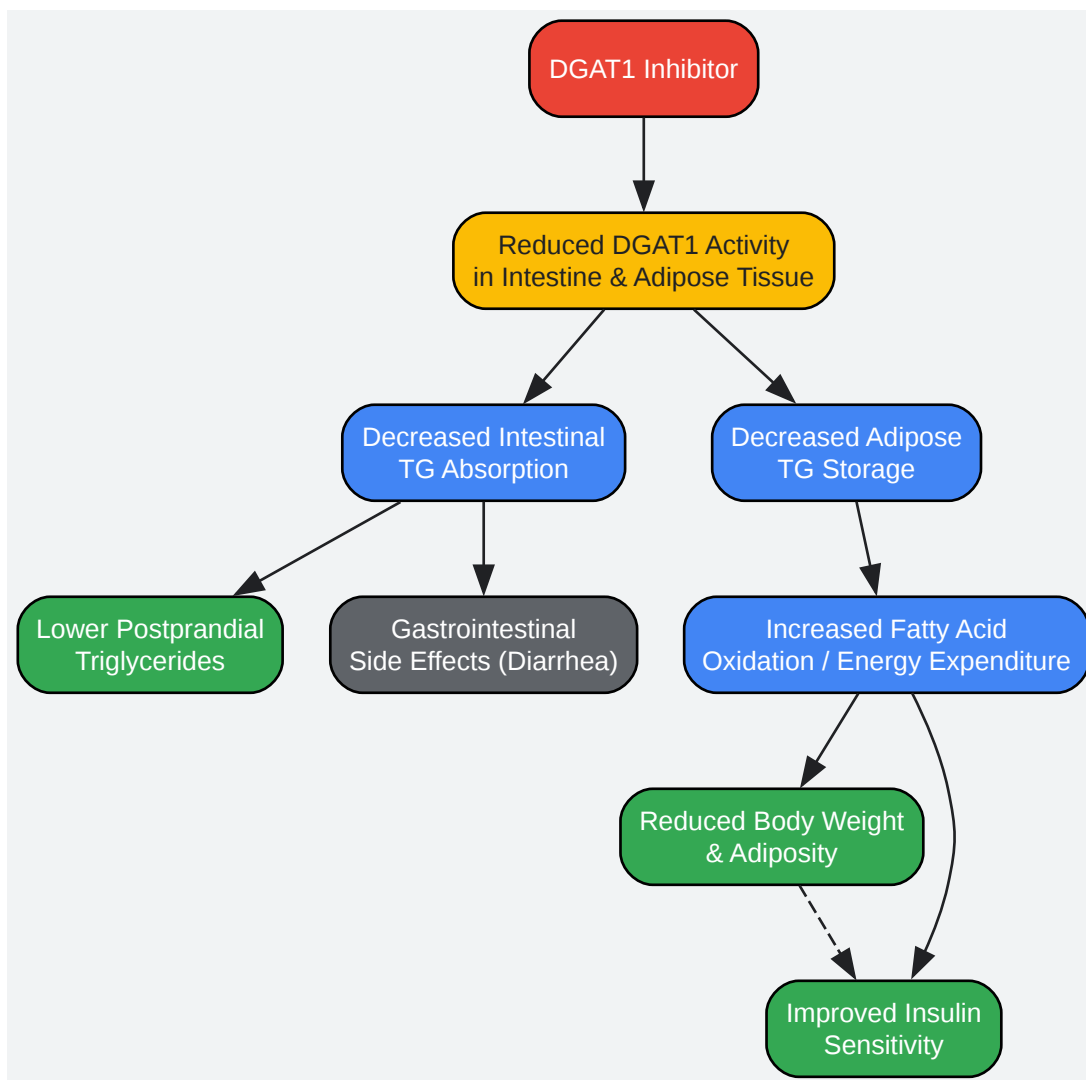 DGAT1 Inhibitor
Reduced DGAT1 Activity
in Intestine & Adipose Tissue
Decreased Intestinal
TG Absorption
Decreased Adipose
TG Storage
Lower Postprandial
Triglycerides
Gastrointestinal
Side Effects (Diarrhea)
Increased Fatty Acid
Oxidation / Energy Expenditure
Reduced Body Weight
& Adiposity
Improved Insulin
Sensitivity